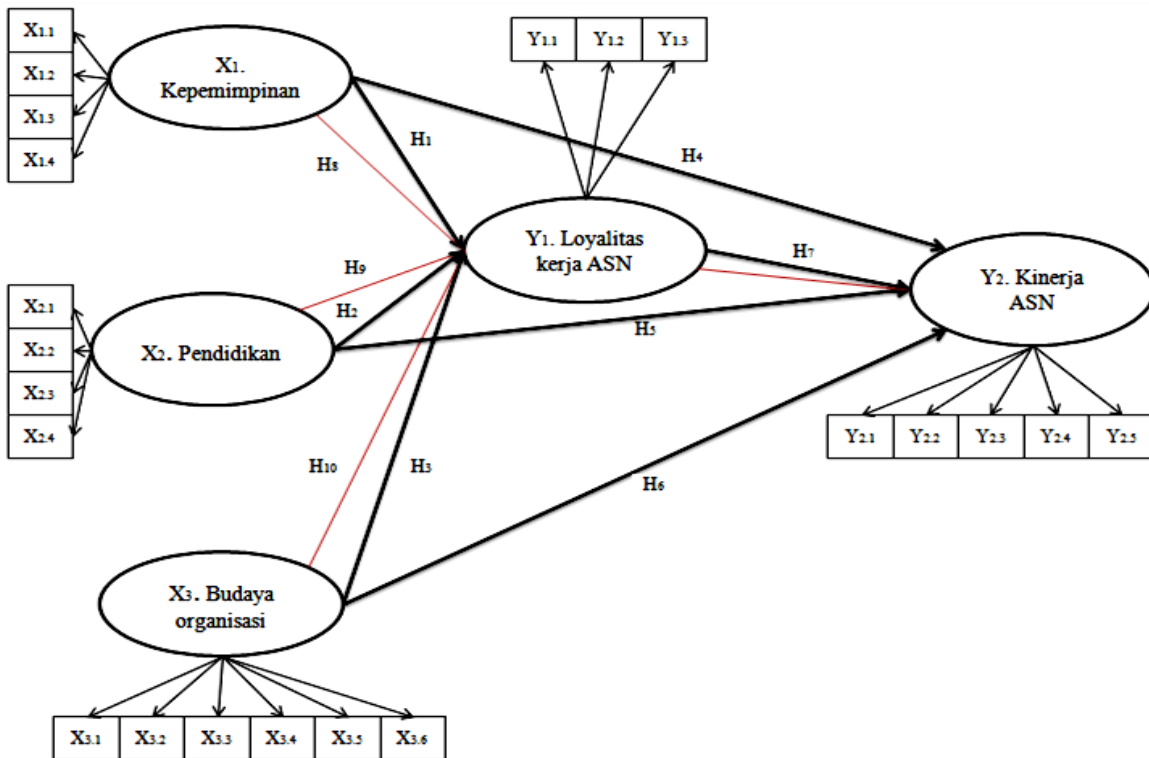 X1.1
X1.2
X1.3
X1.4
X1.
Kepemimpinan
Y1.1 Y1.2 Y1.3
H1
H8
H4
Y1. Loyalitas
kerja ASN
H7
Y2. Kinerja
ASN
H9
H2
H5
X2.1
X2.2
X2.3
X2.4
X2. Pendidikan
Y2.1 Y2.2 Y2.3 Y2.4 Y2.5
H10
H3
H6
X3. Budaya
organisasi
X3.1 X3.2 X3.3 X3.4 X3.5 X3.6